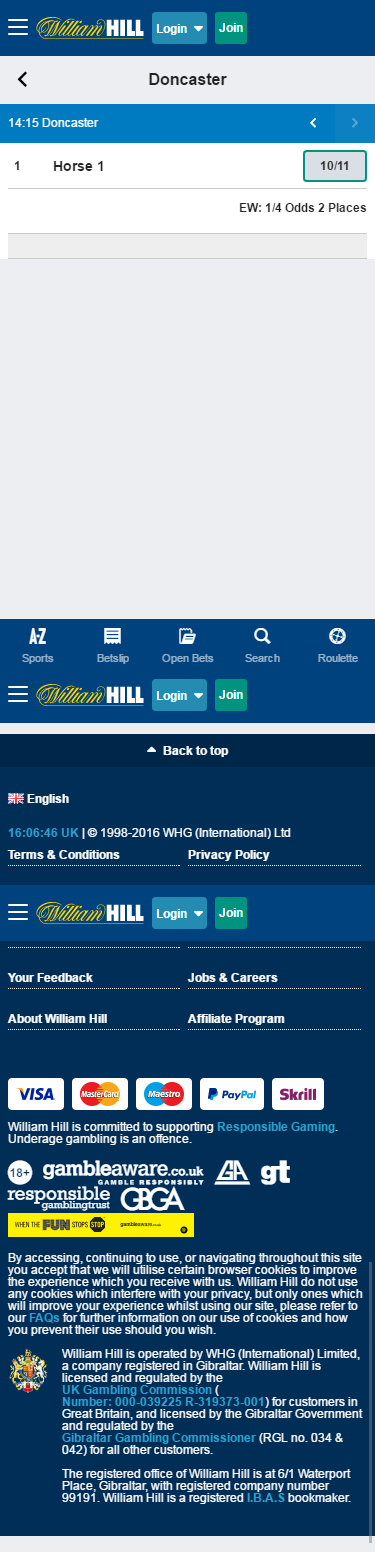 William HILL Login Join
Doncaster
14:15 Doncaster
1 Horse 1 10/11
EW: 1/4 Odds 2 Places
A-Z
Sports Betslip Open Bets Search Roulette
William HILL Login Join
Back to top
English
16:06:46 UK | © 1998-2016 WHG (International) Ltd
Terms & Conditions Privacy Policy
William HILL Login Join
Your Feedback Jobs & Careers
About William Hill Affiliate Program
VISA MasterCard Maestro PayPal Skrill
William Hill is committed to supporting Responsible Gaming.
Underage gambling is an offence.
18+ gambleaware.co.uk GA gt
GAMBLE RESPONSIBLY
responsible GBGA
gamblingtrust
WHEN THE FUN STOPS STOP gambleaware.co.uk
By accessing, continuing to use, or navigating throughout this site
you accept that we will utilise certain browser cookies to improve
the experience which you receive with us. William Hill do not use
any cookies which interfere with your privacy, but only ones which
will improve your experience whilst using our site, please refer to
our FAQs for further information on our use of cookies and how
you prevent their use should you wish.
William Hill is operated by WHG (International) Limited,
a company registered in Gibraltar. William Hill is
licensed and regulated by the
UK Gambling Commission (
Number: 000-039225 R-319373-001) for customers in
Great Britain, and licensed by the Gibraltar Government
and regulated by the
Gibraltar Gambling Commissioner (RGL no. 034 &
042) for all other customers.
The registered office of William Hill is at 6/1 Waterport
Place, Gibraltar, with registered company number
99191. William Hill is a registered I.B.A.S bookmaker.